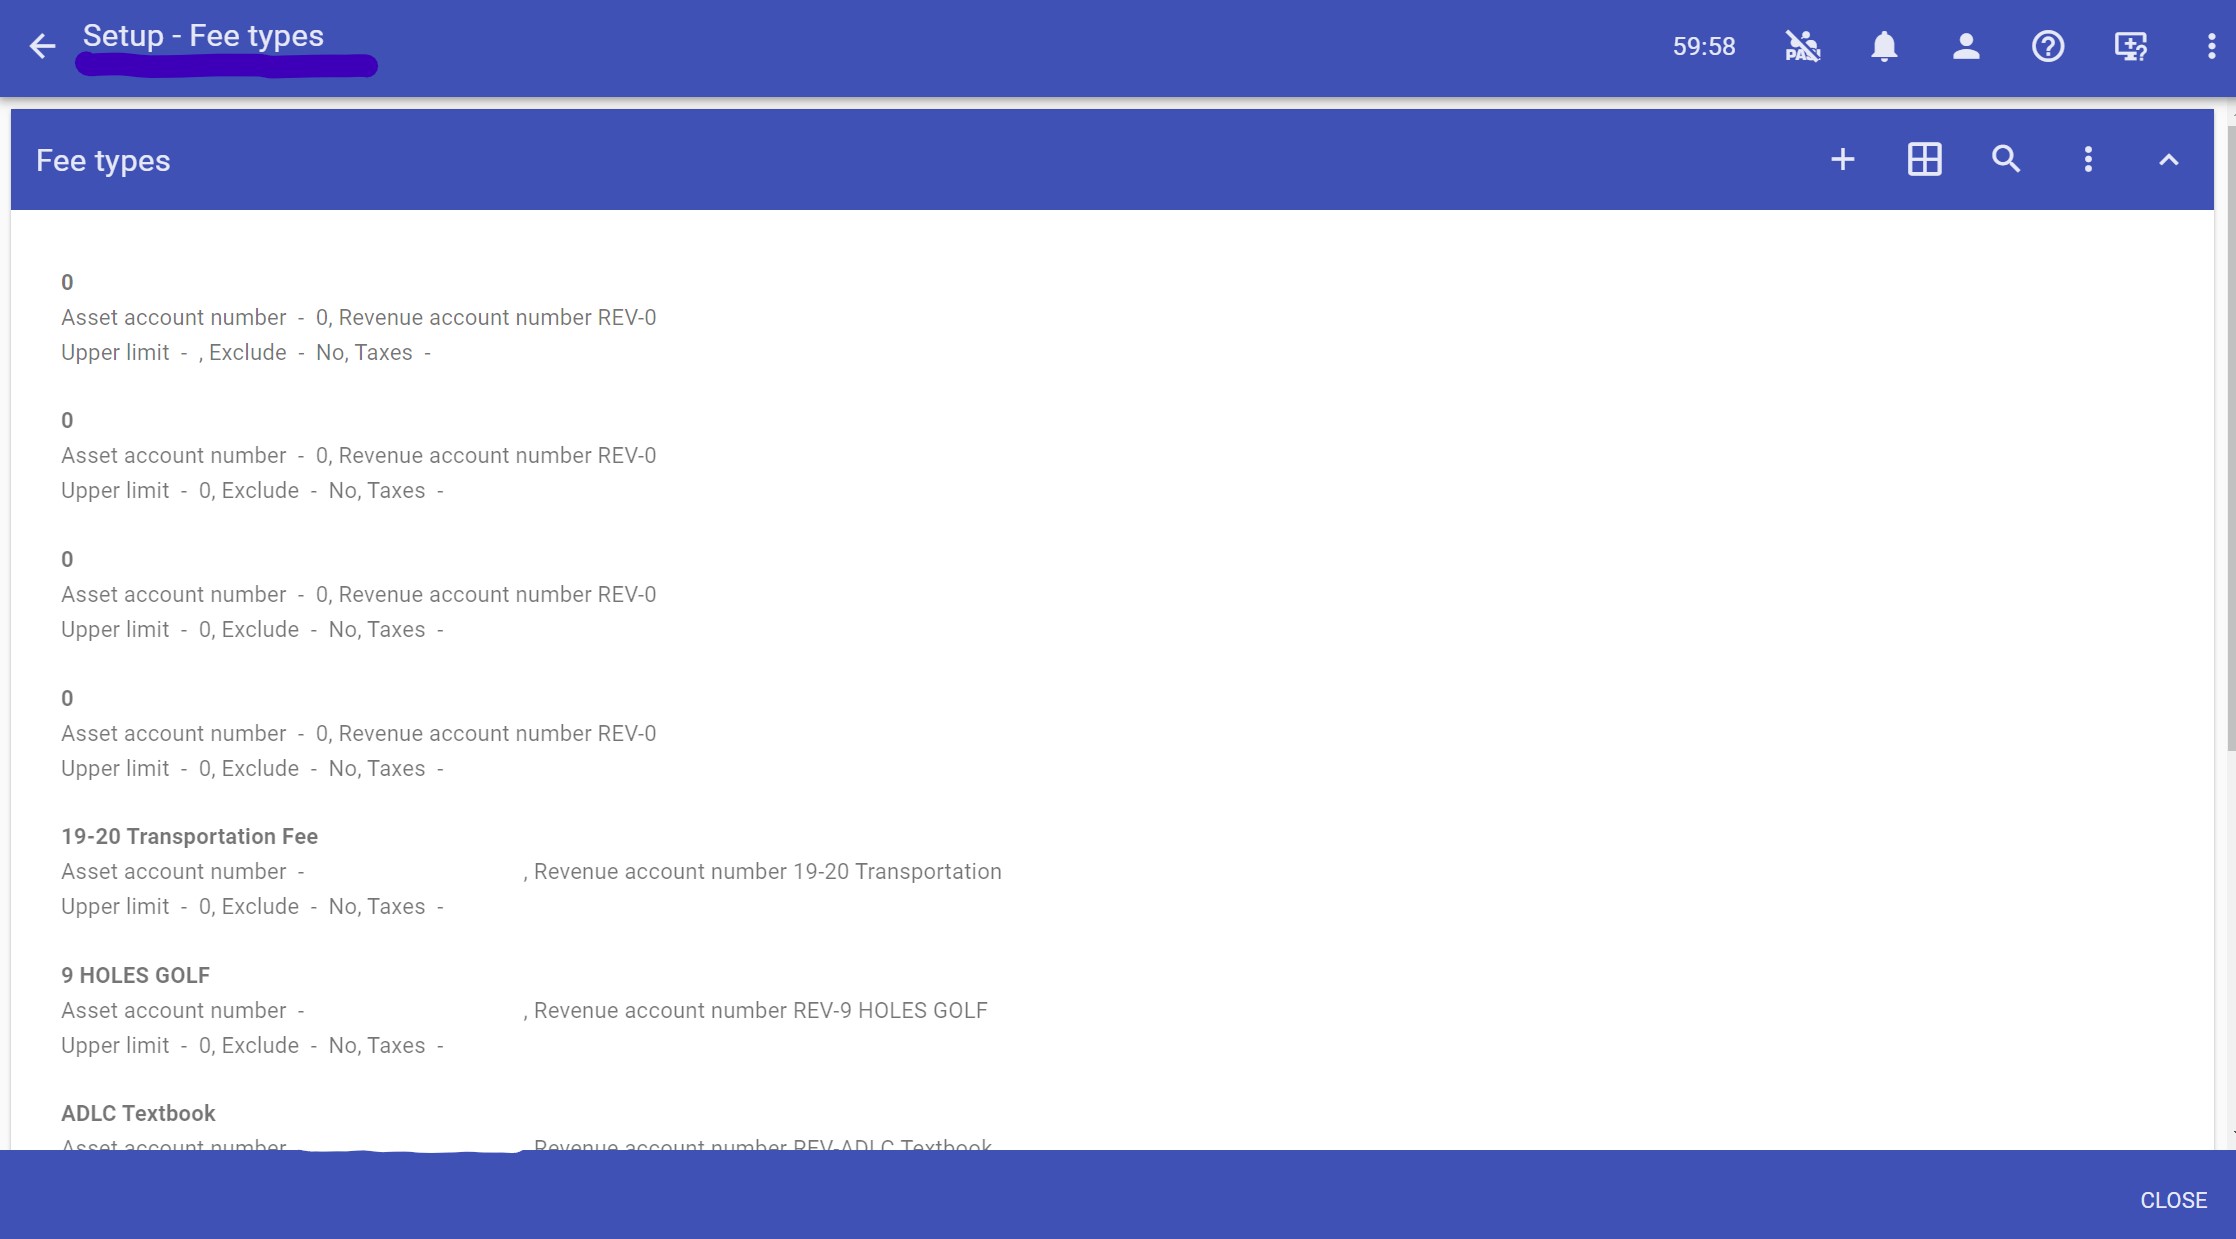 Setup - Fee types
59:58
PAS!
Fee types
0
Asset account number - 0, Revenue account number REV-0
Upper limit - , Exclude - No, Taxes -
0
Asset account number - 0, Revenue account number REV-0
Upper limit - 0, Exclude - No, Taxes -
0
Asset account number - 0, Revenue account number REV-0
Upper limit - 0, Exclude - No, Taxes -
0
Asset account number - 0, Revenue account number REV-0
Upper limit - 0, Exclude - No, Taxes -
19-20 Transportation Fee
Asset account number - , Revenue account number 19-20 Transportation
Upper limit - 0, Exclude - No, Taxes -
9 HOLES GOLF
Asset account number - , Revenue account number REV-9 HOLES GOLF
Upper limit - 0, Exclude - No, Taxes -
ADLC Textbook
Asset account number Revenue account number REV-ADLC Textbook
CLOSE